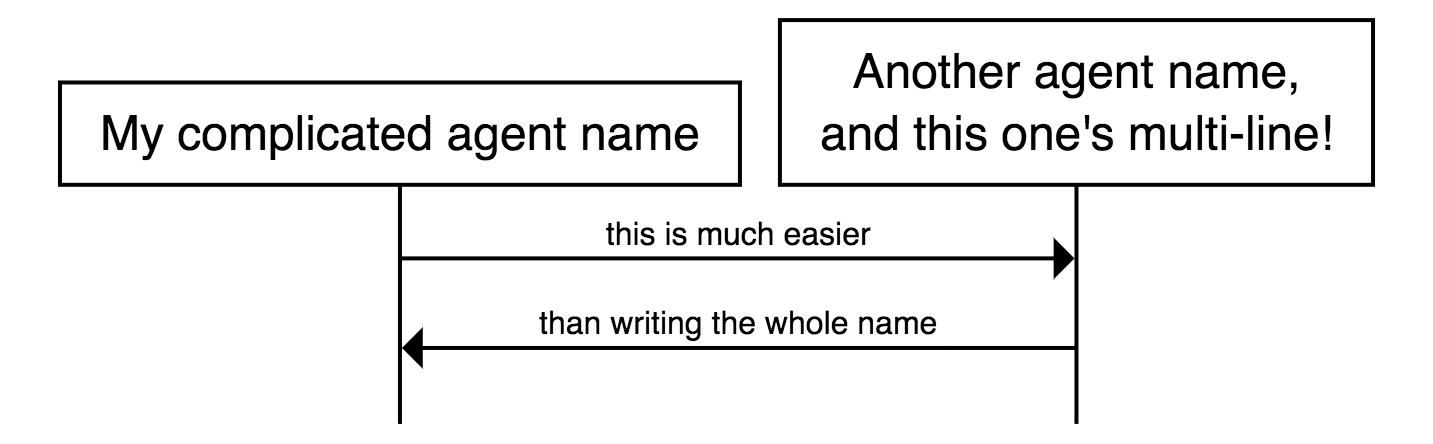 My complicated agent name
Another agent name,
and this one's multi-line!
this is much easier
than writing the whole name